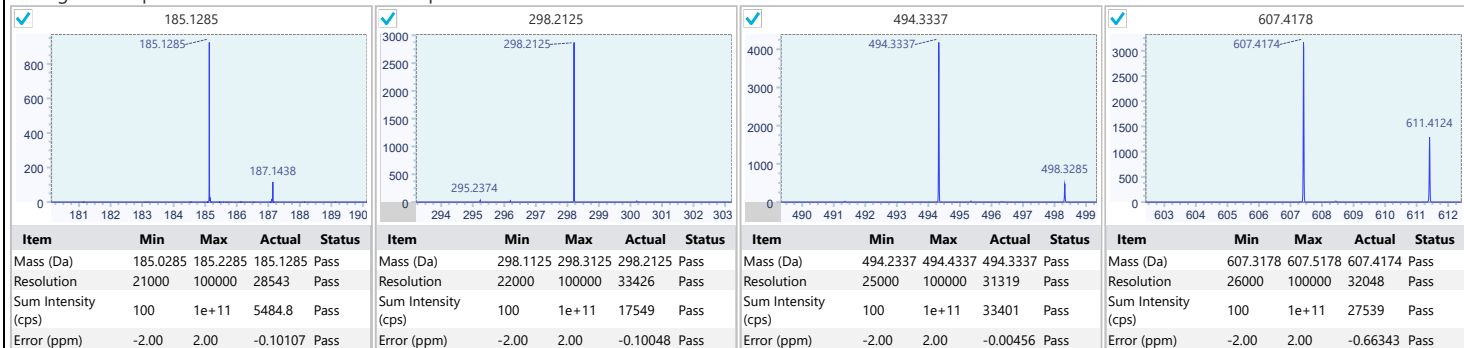 185.1285
185.1285
187.1438
800
600
400
200
0
181 182 183 184 185 186 187 188 189 190
Item Min Max Actual Status
Mass (Da) 185.0285 185.2285 185.1285 Pass
Resolution 21000 100000 28543 Pass
Sum Intensity
(cps) 100 1e+11 5484.8 Pass
Error (ppm) -2.00 2.00 -0.10107 Pass
298.2125
298.2125
295.2374
3000
2500
2000
1500
1000
500
0
294 295 296 297 298 299 300 301 302 303
Item Min Max Actual Status
Mass (Da) 298.1125 298.3125 298.2125 Pass
Resolution 22000 100000 33426 Pass
Sum Intensity
(cps) 100 1e+11 17549 Pass
Error (ppm) -2.00 2.00 -0.10048 Pass
494.3337
494.3337
498.3285
4000
3000
2000
1000
0
490 491 492 493 494 495 496 497 498 499
Item Min Max Actual Status
Mass (Da) 494.2337 494.4337 494.3337 Pass
Resolution 25000 100000 31319 Pass
Sum Intensity
(cps) 100 1e+11 33401 Pass
Error (ppm) -2.00 2.00 -0.00456 Pass
607.4178
607.4174
611.4124
3000
2500
2000
1500
1000
500
0
603 604 605 606 607 608 609 610 611 612
Item Min Max Actual Status
Mass (Da) 607.3178 607.5178 607.4174 Pass
Resolution 26000 100000 32048 Pass
Sum Intensity
(cps) 100 1e+11 27539 Pass
Error (ppm) -2.00 2.00 -0.66343 Pass